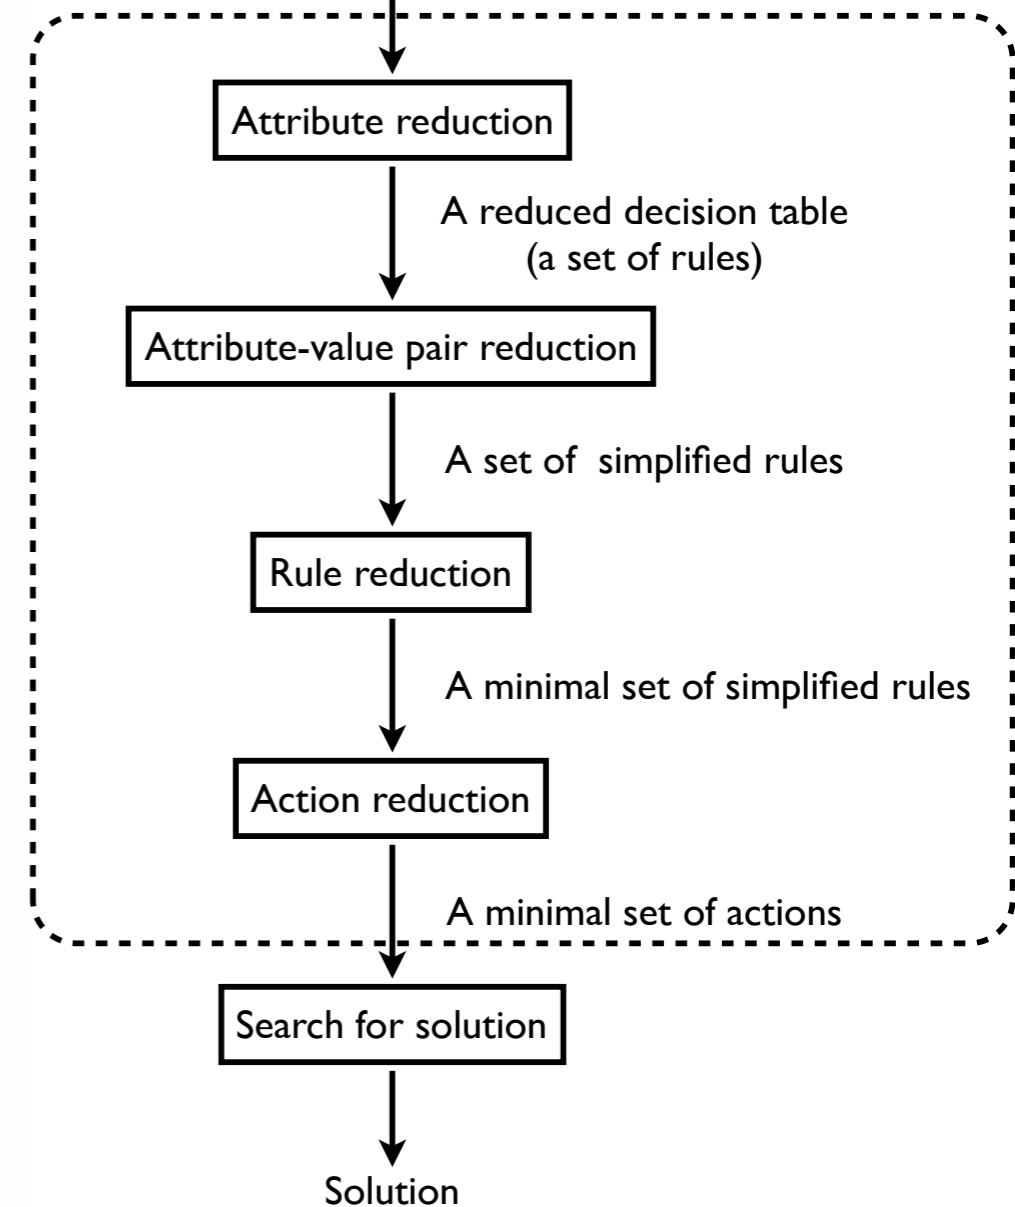 Attribute reduction
A reduced decision table
(a set of rules)
Attribute-value pair reduction
A set of  simplified rules
Rule reduction
A minimal set of simplified rules
Action reduction
A minimal set of actions
Search for solution
Solution